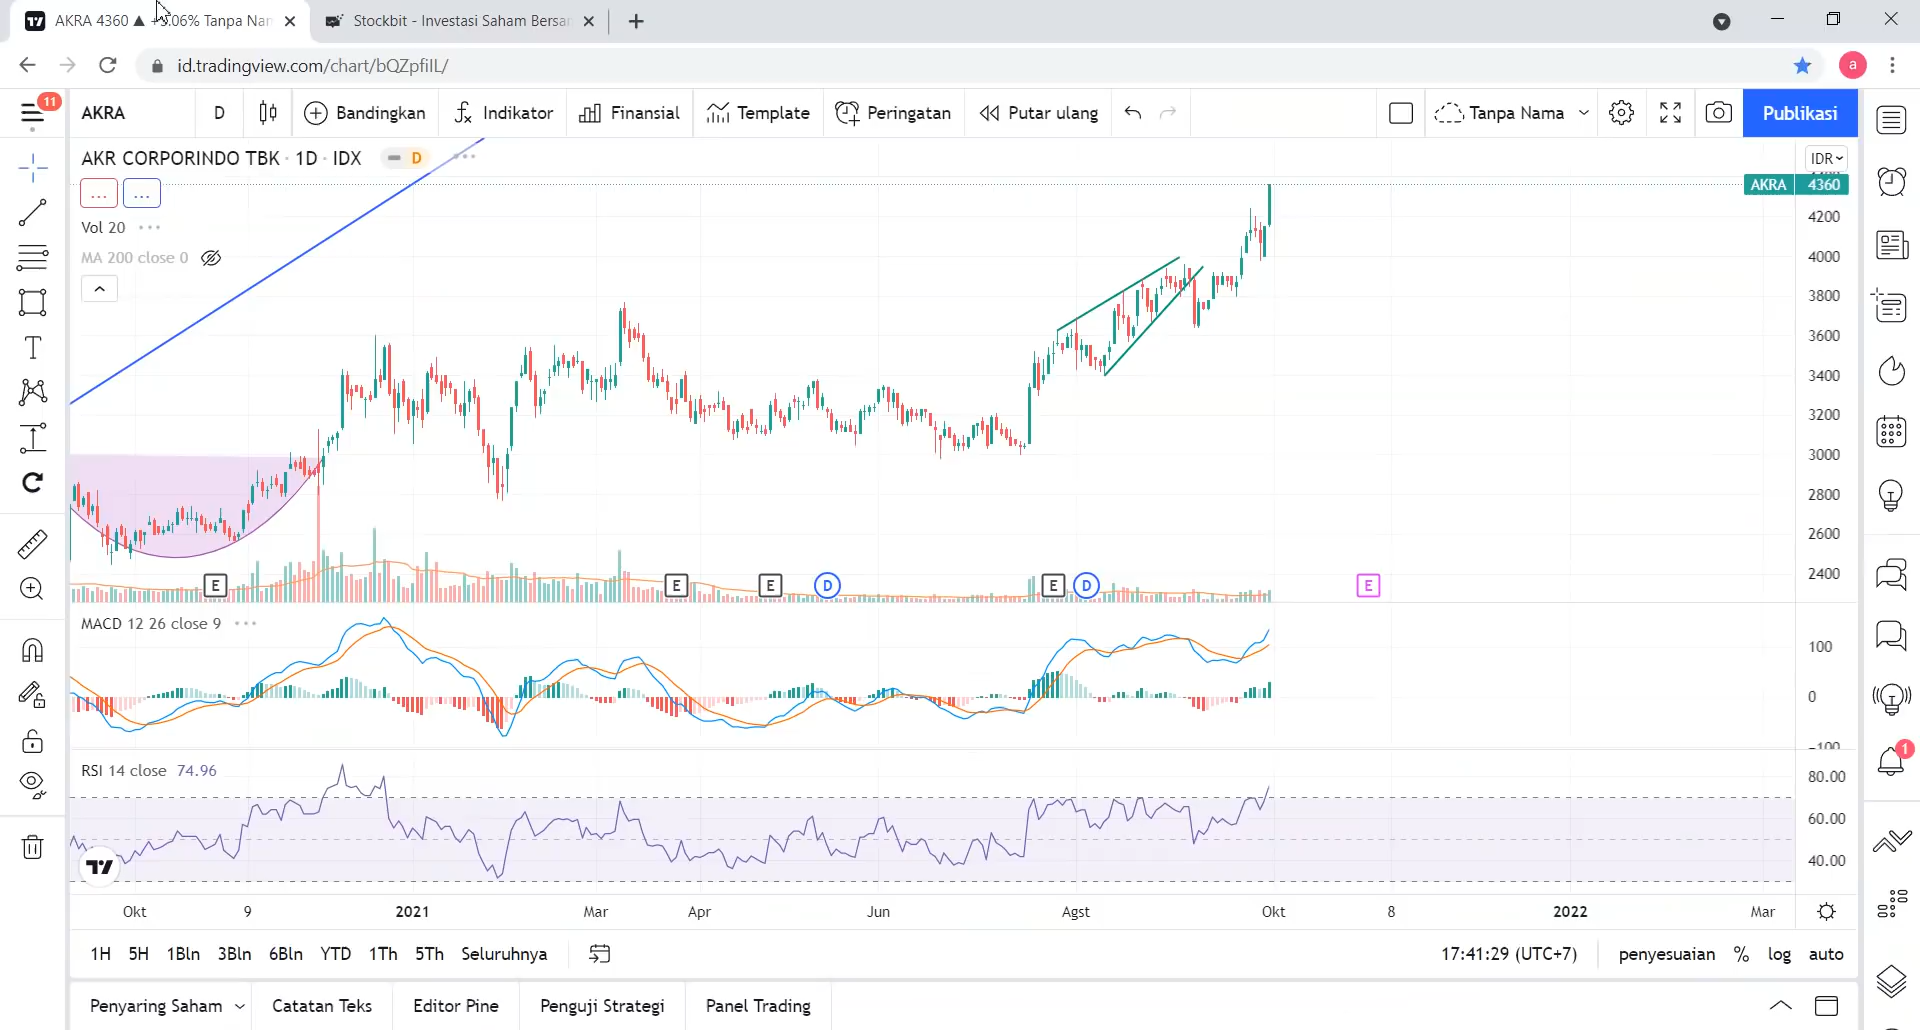 AKRA 4360 ▲ .06% Tanpa Nam
Stockbit - Investasi Saham Bersam
id.tradingview.com/chart/bQZpfiIL/
a
11
AKRA D Bandingkan Indikator Finansial Template Peringatan Putar ulang Tanpa Nama Publikasi
AKR CORPORINDO TBK · 1D · IDX D
IDR
... ...
AKRA 4360
Vol 20
MA 200 close 0
4200
4000
3800
3600
3400
3200
3000
2800
2600
2400
E E E D E D E
MACD 12 26 close 9
100
0
−100
1
RSI 14 close 74.96
80.00
60.00
40.00
Okt 9 2021 Mar Apr Jun Agst Okt 8 2022 Mar
1H 5H 1Bln 3Bln 6Bln YTD 1Th 5Th Seluruhnya 17:41:29 (UTC+7) penyesuaian % log auto
Penyaring Saham Catatan Teks Editor Pine Penguji Strategi Panel Trading